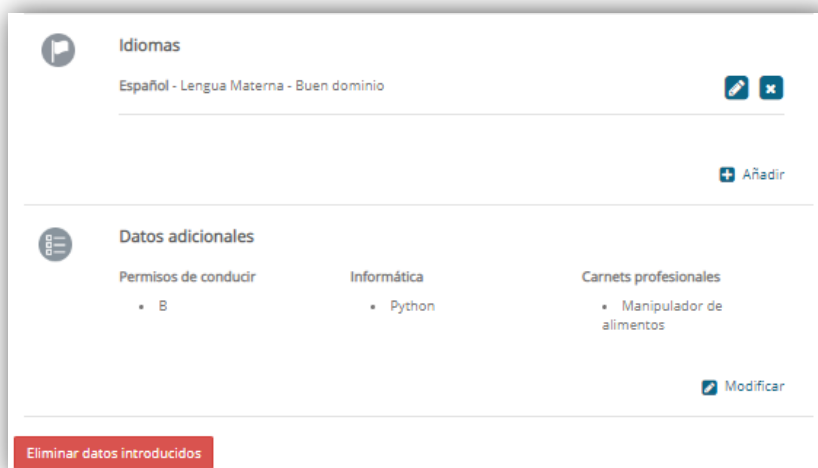 Idiomas
Español - Lengua Materna - Buen dominio
Añadir
Datos adicionales
Permisos de conducir
Informática
Carnets profesionales
• B
• Python
• Manipulador de
alimentos
Modificar
Eliminar datos introducidos